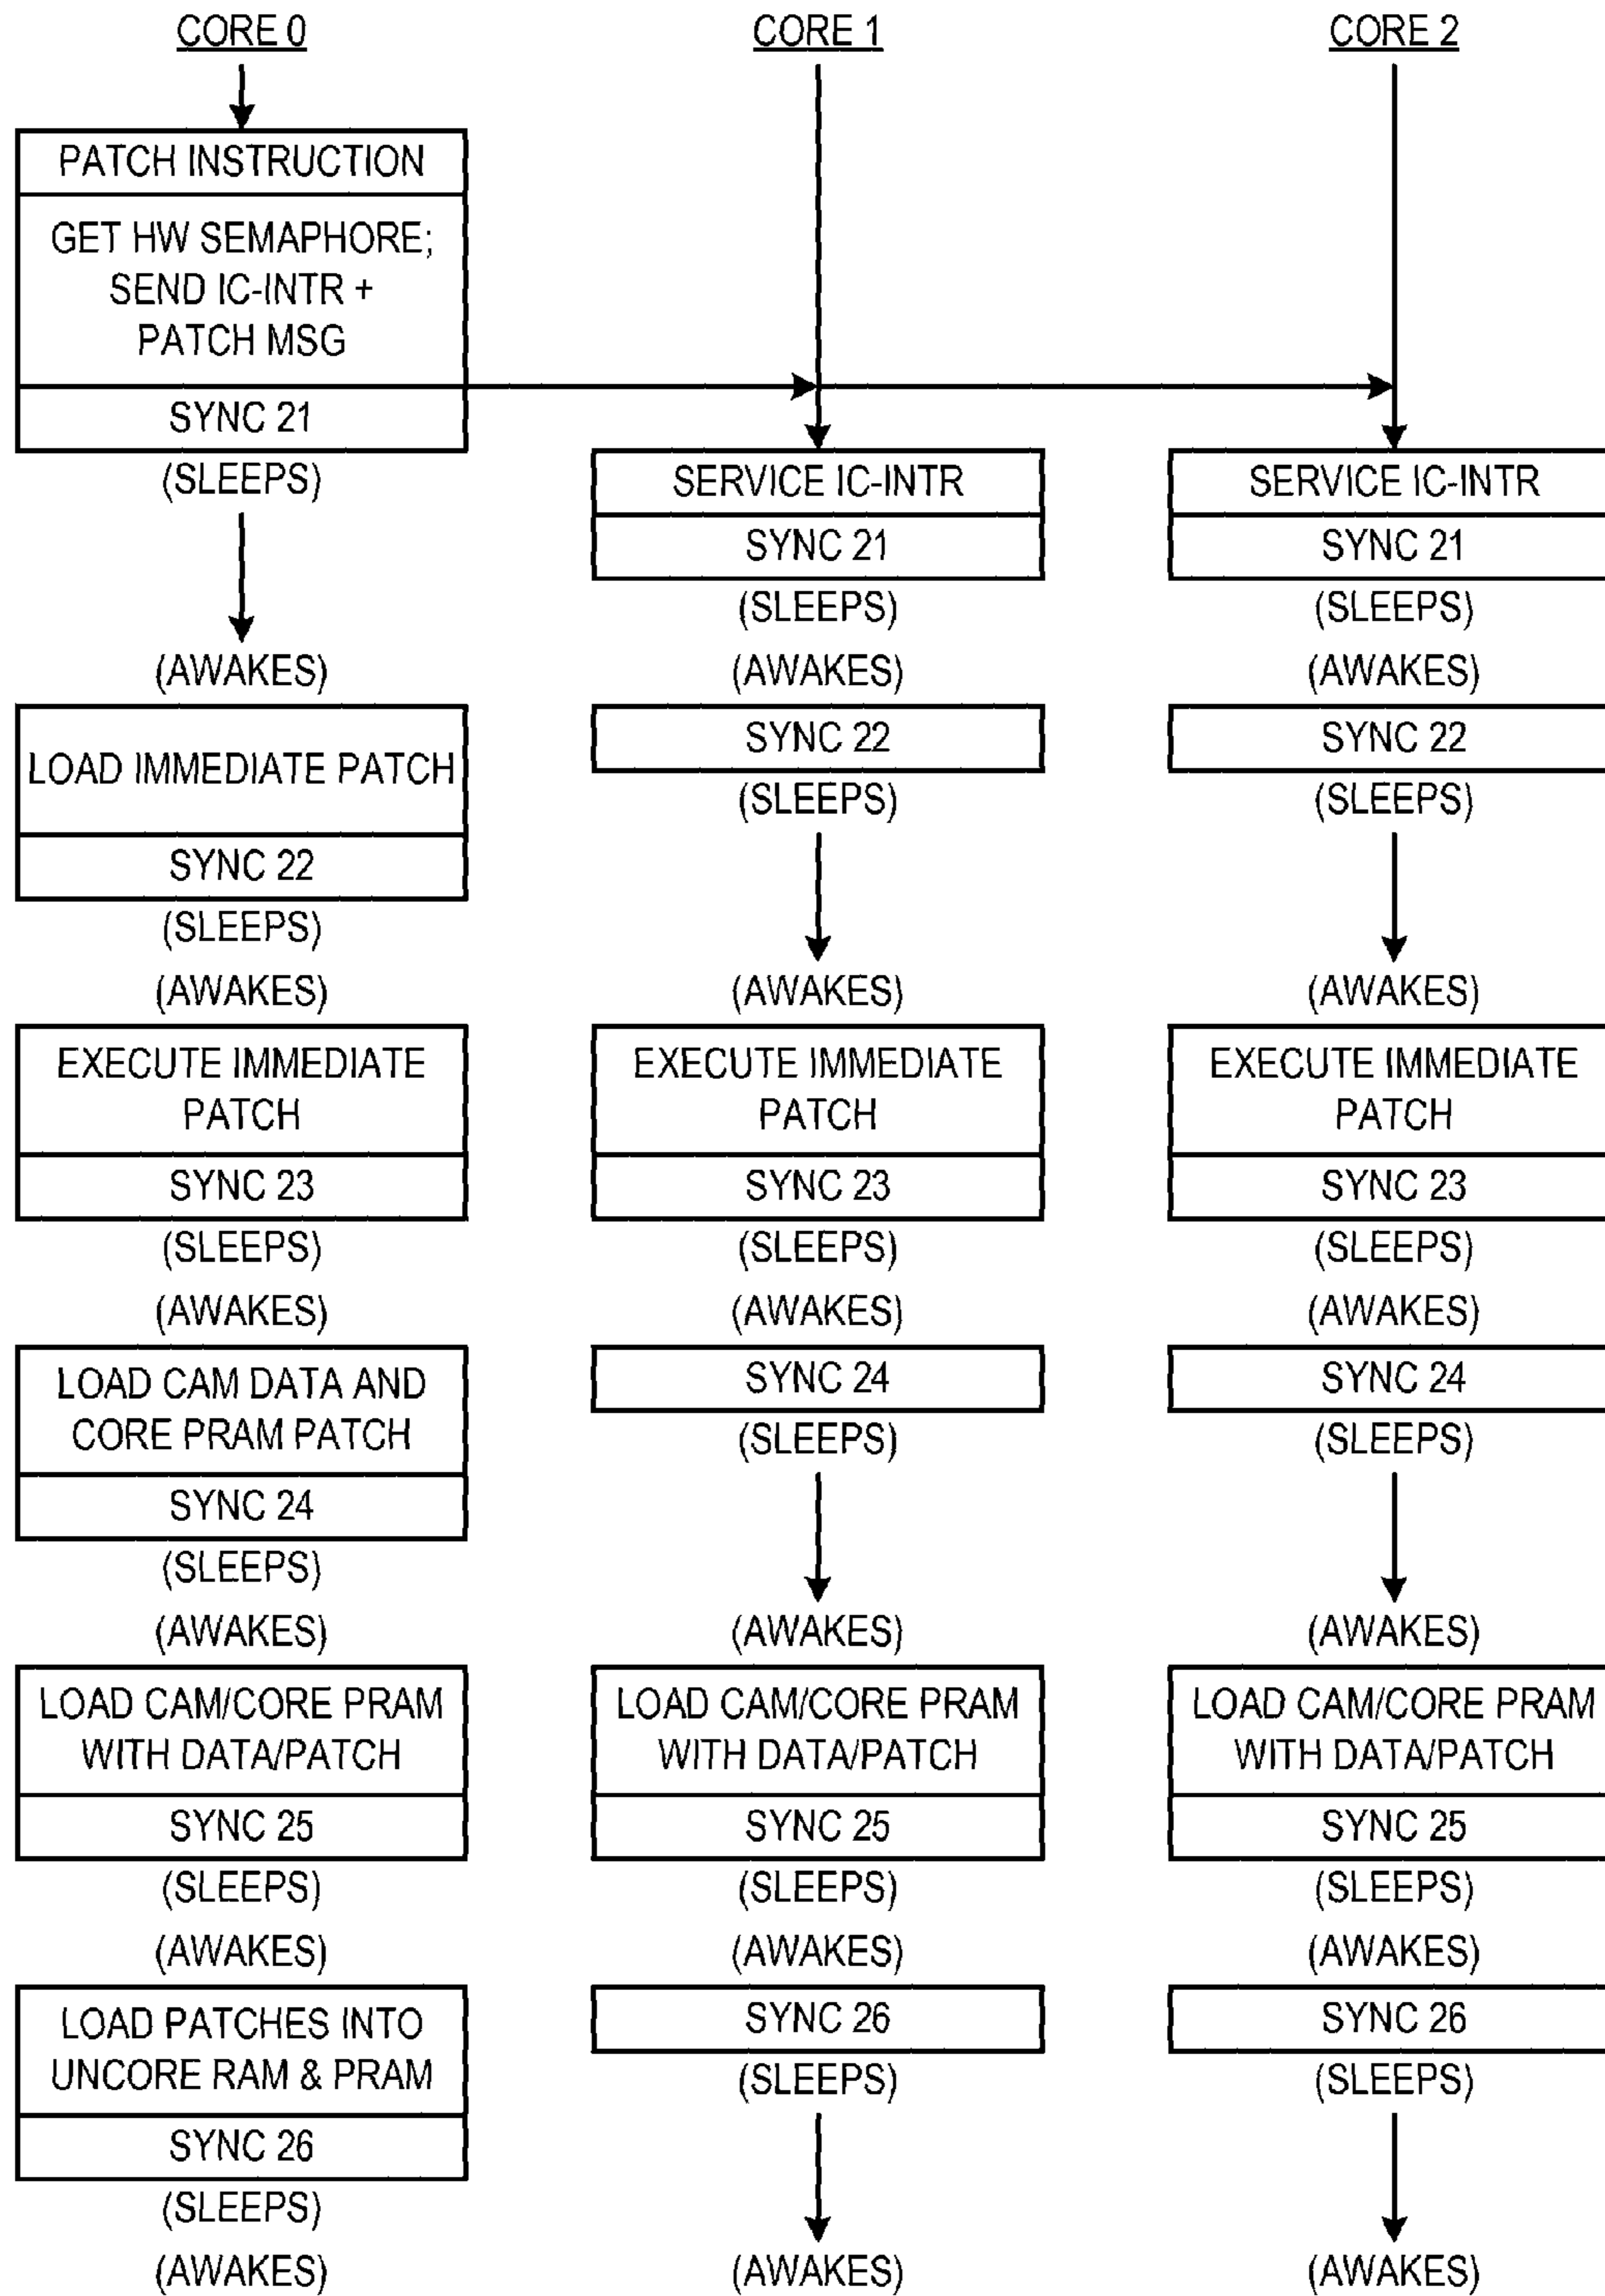 CORE 0
CORE 1
CORE 2
PATCH INSTRUCTION
GET HW SEMAPHORE;
SEND IC-INTR +
PATCH MSG
SYNC 21
(SLEEPS)
SERVICE IC-INTR
SERVICE IC-INTR
SYNC 21
SYNC 21
(SLEEPS)
(SLEEPS)
(AWAKES)
(AWAKES)
(AWAKES)
LOAD IMMEDIATE PATCH
SYNC 22
SYNC 22
(SLEEPS)
(SLEEPS)
SYNC 22
(SLEEPS)
(AWAKES)
(AWAKES)
(AWAKES)
EXECUTE IMMEDIATE
PATCH
EXECUTE IMMEDIATE
PATCH
EXECUTE IMMEDIATE
PATCH
SYNC 23
SYNC 23
SYNC 23
(SLEEPS)
(SLEEPS)
(SLEEPS)
(AWAKES)
(AWAKES)
(AWAKES)
LOAD CAM DATA AND
CORE PRAM PATCH
SYNC 24
SYNC 24
(SLEEPS)
(SLEEPS)
SYNC 24
(SLEEPS)
(AWAKES)
(AWAKES)
(AWAKES)
LOAD CAM/CORE PRAM
WITH DATA/PATCH
LOAD CAM/CORE PRAM
WITH DATA/PATCH
LOAD CAM/CORE PRAM
WITH DATA/PATCH
SYNC 25
SYNC 25
SYNC 25
(SLEEPS)
(SLEEPS)
(SLEEPS)
(AWAKES)
(AWAKES)
(AWAKES)
LOAD PATCHES INTO
UNCORE RAM & PRAM
SYNC 26
SYNC 26
(SLEEPS)
(SLEEPS)
SYNC 26
(SLEEPS)
(AWAKES)
(AWAKES)
(AWAKES)